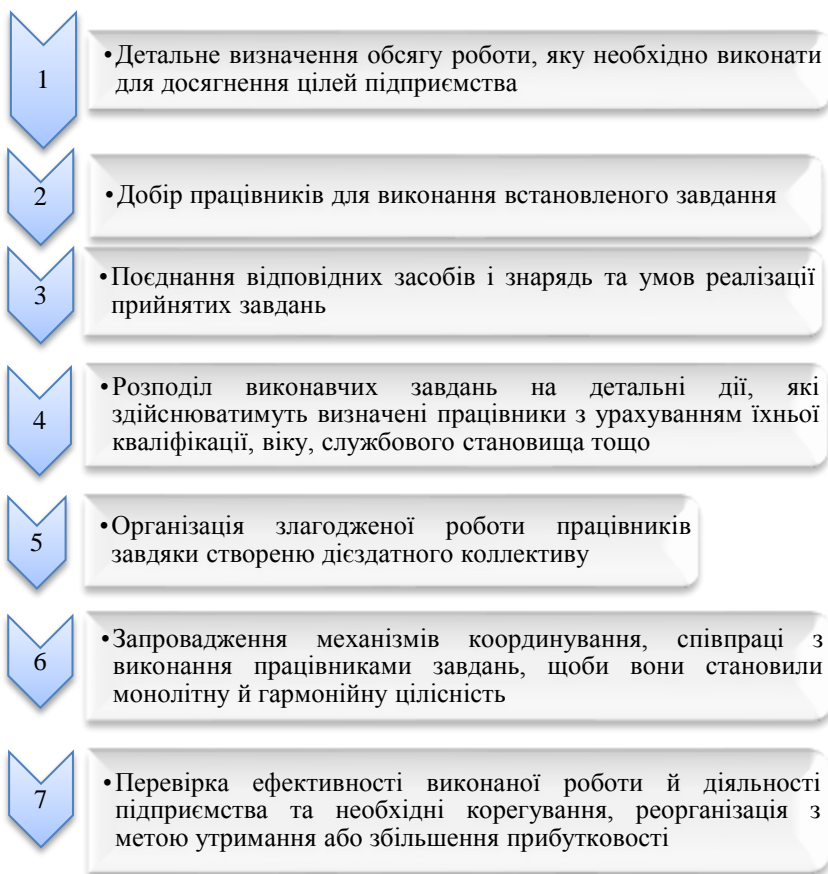 1
•Детальне визначення обсягу роботи, яку необхідно виконати
для досягнення цілей підприємства
2
•Добір працівників для виконання встановленого завдання
3
•Поєднання відповідних засобів і знарядь та умов реалізації
прийнятих завдань
4
•Розподіл виконавчих завдань на детальні дії, які
здійснюватимуть визначені працівники з урахуванням їхньої
кваліфікації, віку, службового становища тощо
5
•Організація злагодженої роботи працівників
завдяки створеню дієздатного коллективу
6
•Запровадження механізмів координування, співпраці з
виконання працівниками завдань, щоби вони становили
монолітну й гармонійну цілісність
7
•Перевірка ефективності виконаної роботи й діяльності
підприємства та необхідні корегування, реорганізація з
метою утримання або збільшення прибутковості